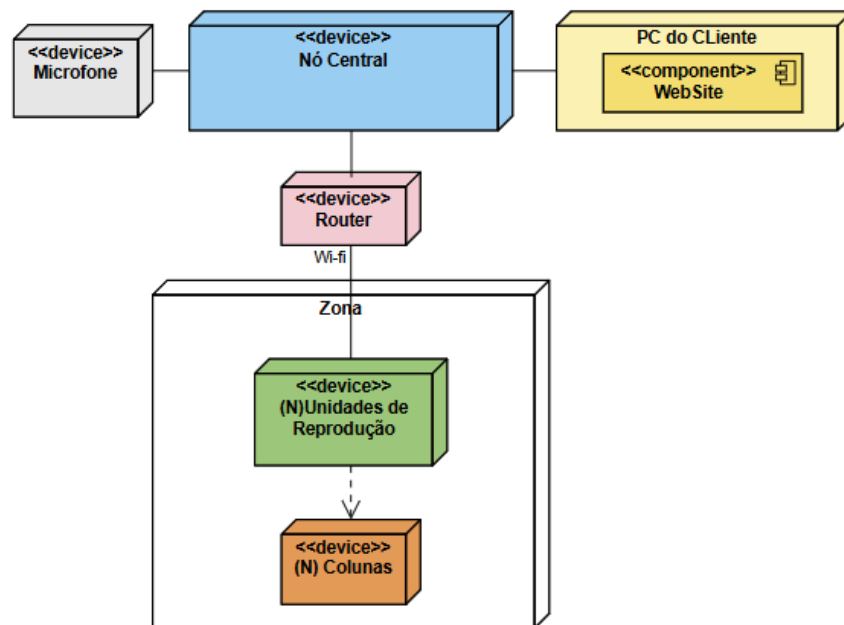 <<device>>
Microfone
<<device>>
Nó Central
PC do CLiente
<<component>>
WebSite
<<device>>
Router
Wi-fi
Zona
<<device>>
(N)Unidades de
Reprodução
<<device>>
(N) Colunas